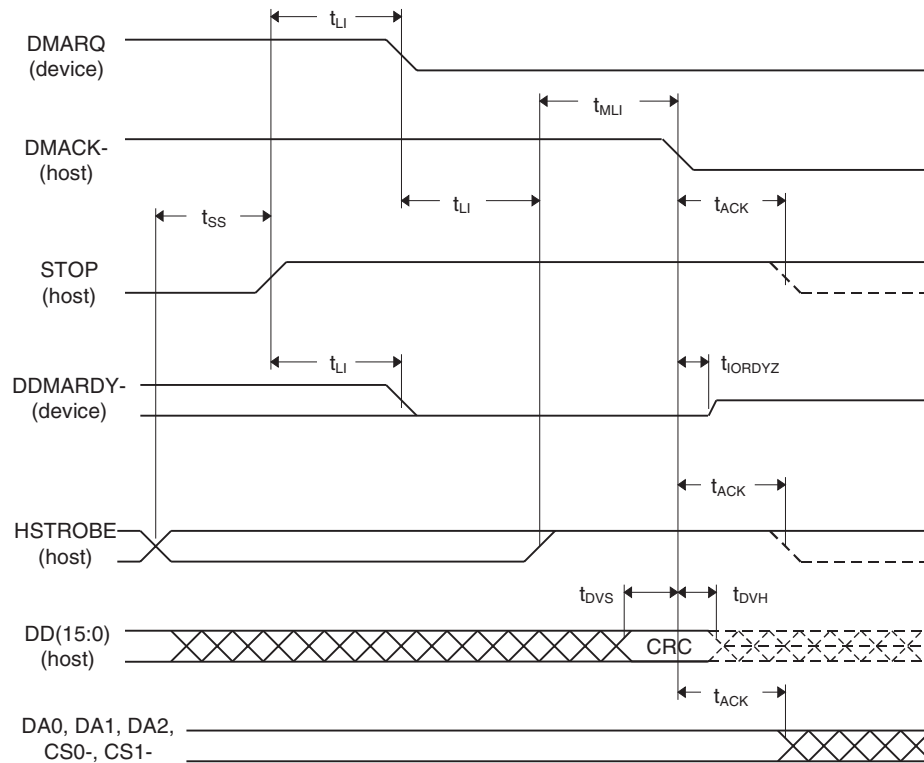 t_LI
DMARQ
(device)
t_MLI
DMACK-
(host)
t_SS
t_LI
t_ACK
STOP
(host)
t_LI
t_IORDYZ
DDMARDY-
(device)
t_ACK
HSTROBE
(host)
t_DVS
t_DVH
DD(15:0)
(host)
CRC
t_ACK
DA0, DA1, DA2,
CS0-, CS1-